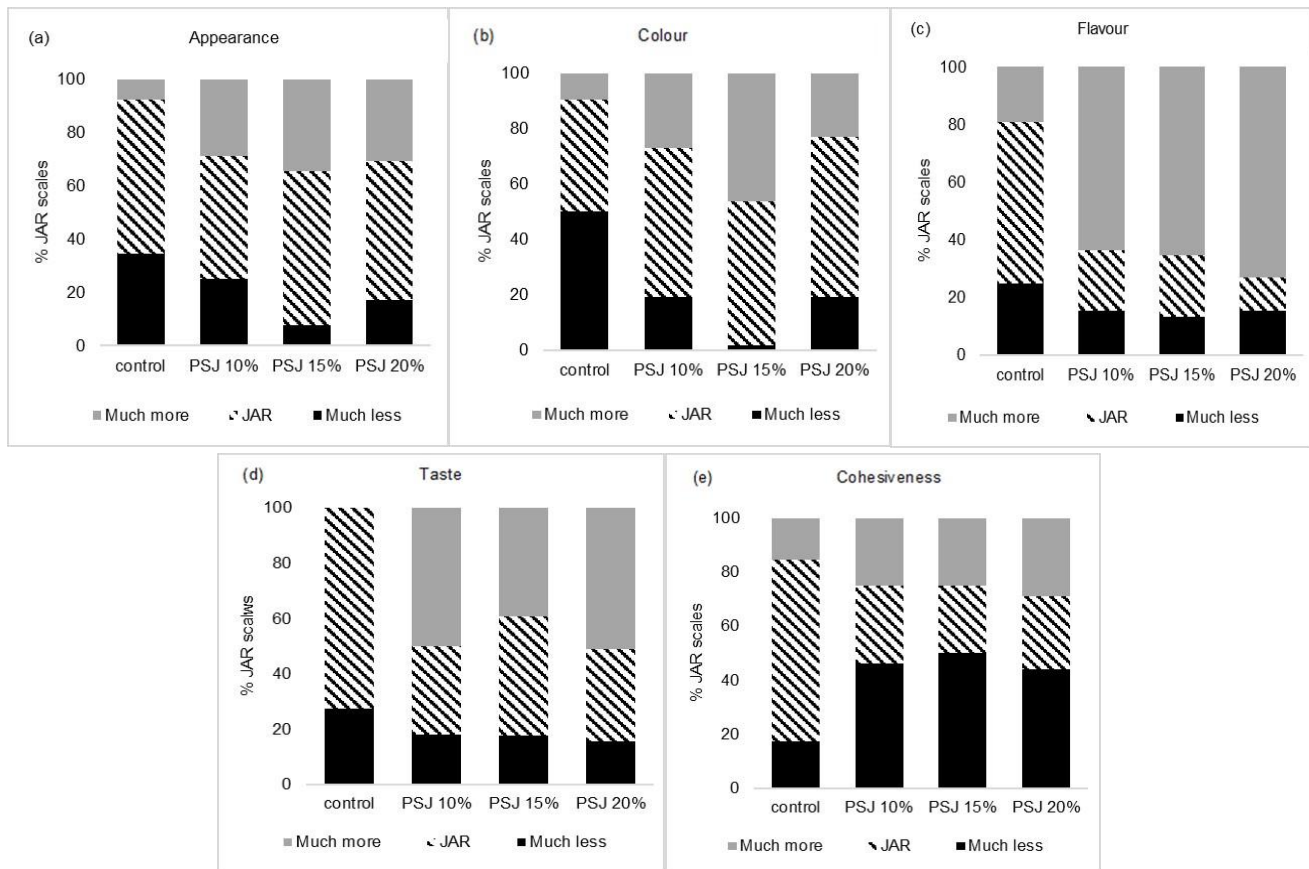 (a) Appearance
% JAR scales
100
80
60
40
20
0
control PSJ 10% PSJ 15% PSJ 20%
Much more JAR Much less
(b) Colour
% JAR scales
100
80
60
40
20
0
control PSJ 10% PSJ 15% PSJ 20%
Much more JAR Much less
(c) Flavour
% JAR scales
100
80
60
40
20
0
control PSJ 10% PSJ 15% PSJ 20%
Much more JAR Much less
(d) Taste
% JAR scalws
100
80
60
40
20
0
control PSJ 10% PSJ 15% PSJ 20%
Much more JAR Much less
(e) Cohesiveness
% JAR scales
100
80
60
40
20
0
control PSJ 10% PSJ 15% PSJ 20%
Much more JAR Much less